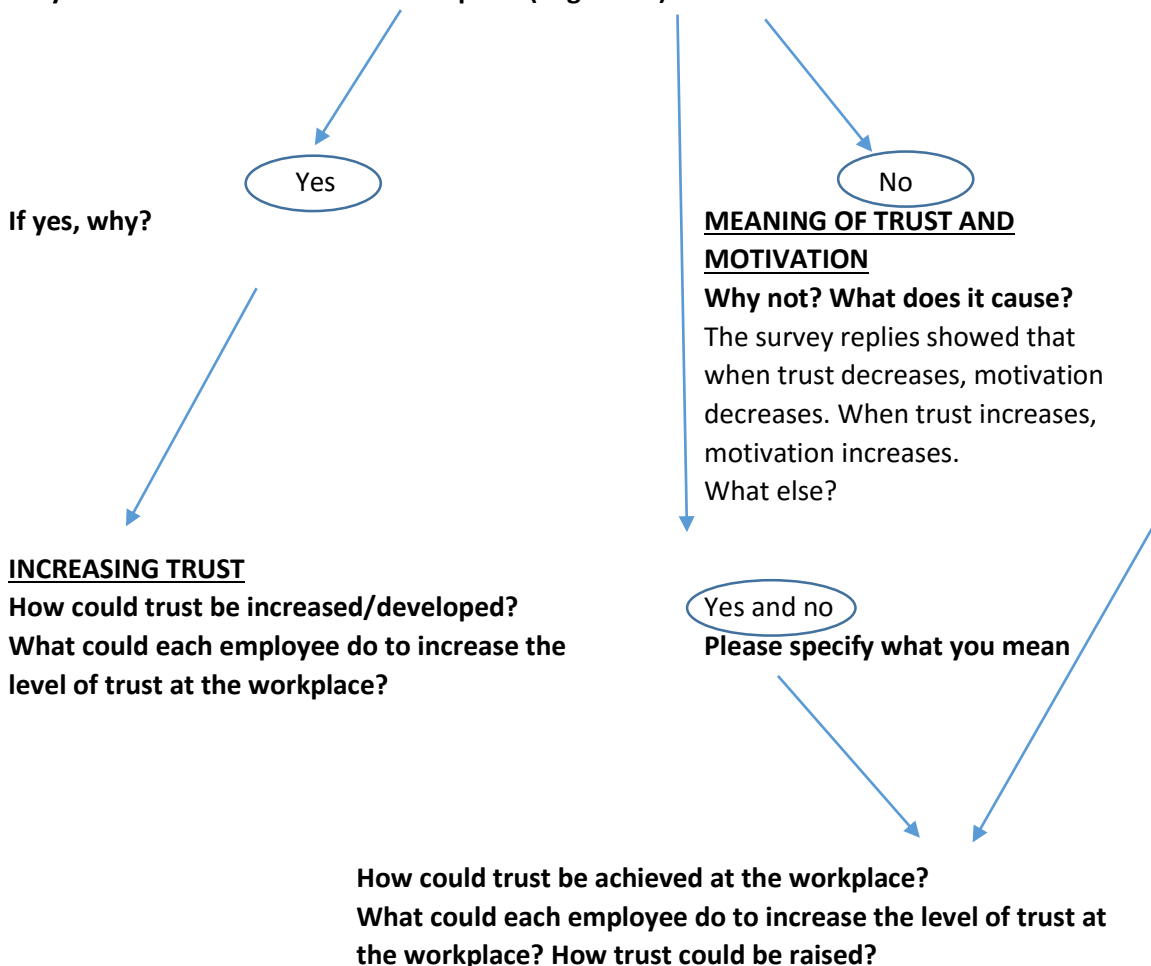 Yes
No
If yes, why?
MEANING OF TRUST AND
MOTIVATION
Why not? What does it cause?
The survey replies showed that
when trust decreases, motivation
decreases. When trust increases,
motivation increases.
What else?
INCREASING TRUST
How could trust be increased/developed?
What could each employee do to increase the
level of trust at the workplace?
Yes and no
Please specify what you mean
How could trust be achieved at the workplace?
What could each employee do to increase the level of trust at
the workplace? How trust could be raised?